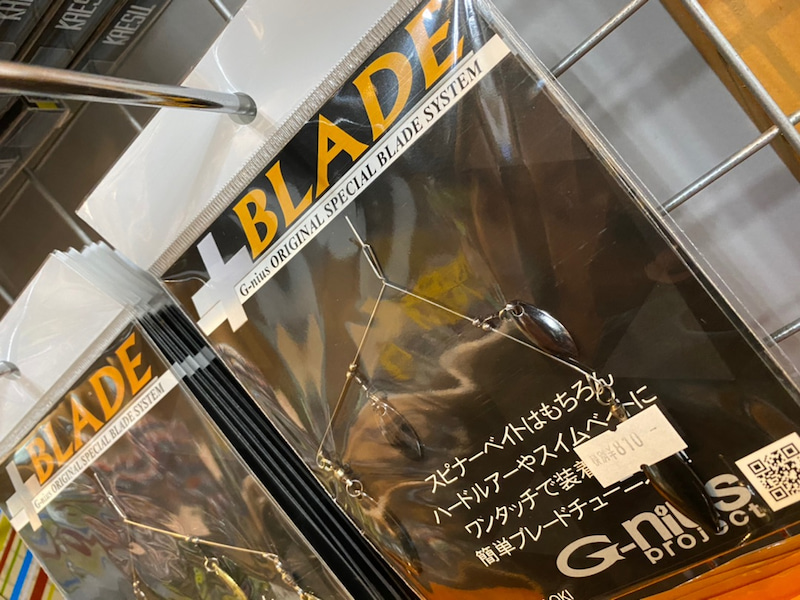 KAESIL
KAESIL
+BLADE
G-nius ORIGINAL SPECIAL BLADE SYSTEM
スピナーベイトはもちろん
ハードルアーやスイムベイトに
ワンタッチで装着
簡単ブレードチューニン
810-
G-nius
project
OKI
+BLADE
G-nius ORIGINAL SPECIAL BLADE SYSTEM